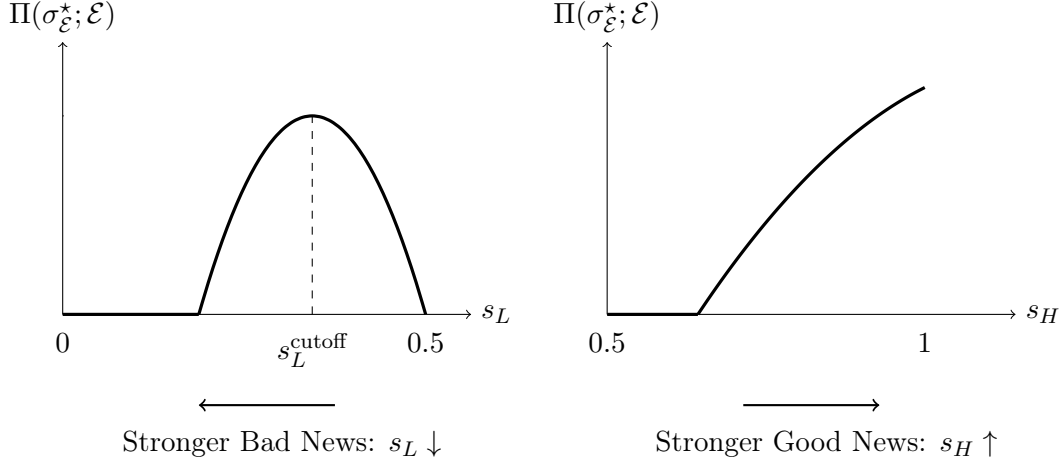 Π(σ*_ℰ; ℰ)
s_L
0
s_L^cutoff
0.5
Stronger Bad News: s_L ↓
Π(σ*_ℰ; ℰ)
s_H
0.5
1
Stronger Good News: s_H ↑